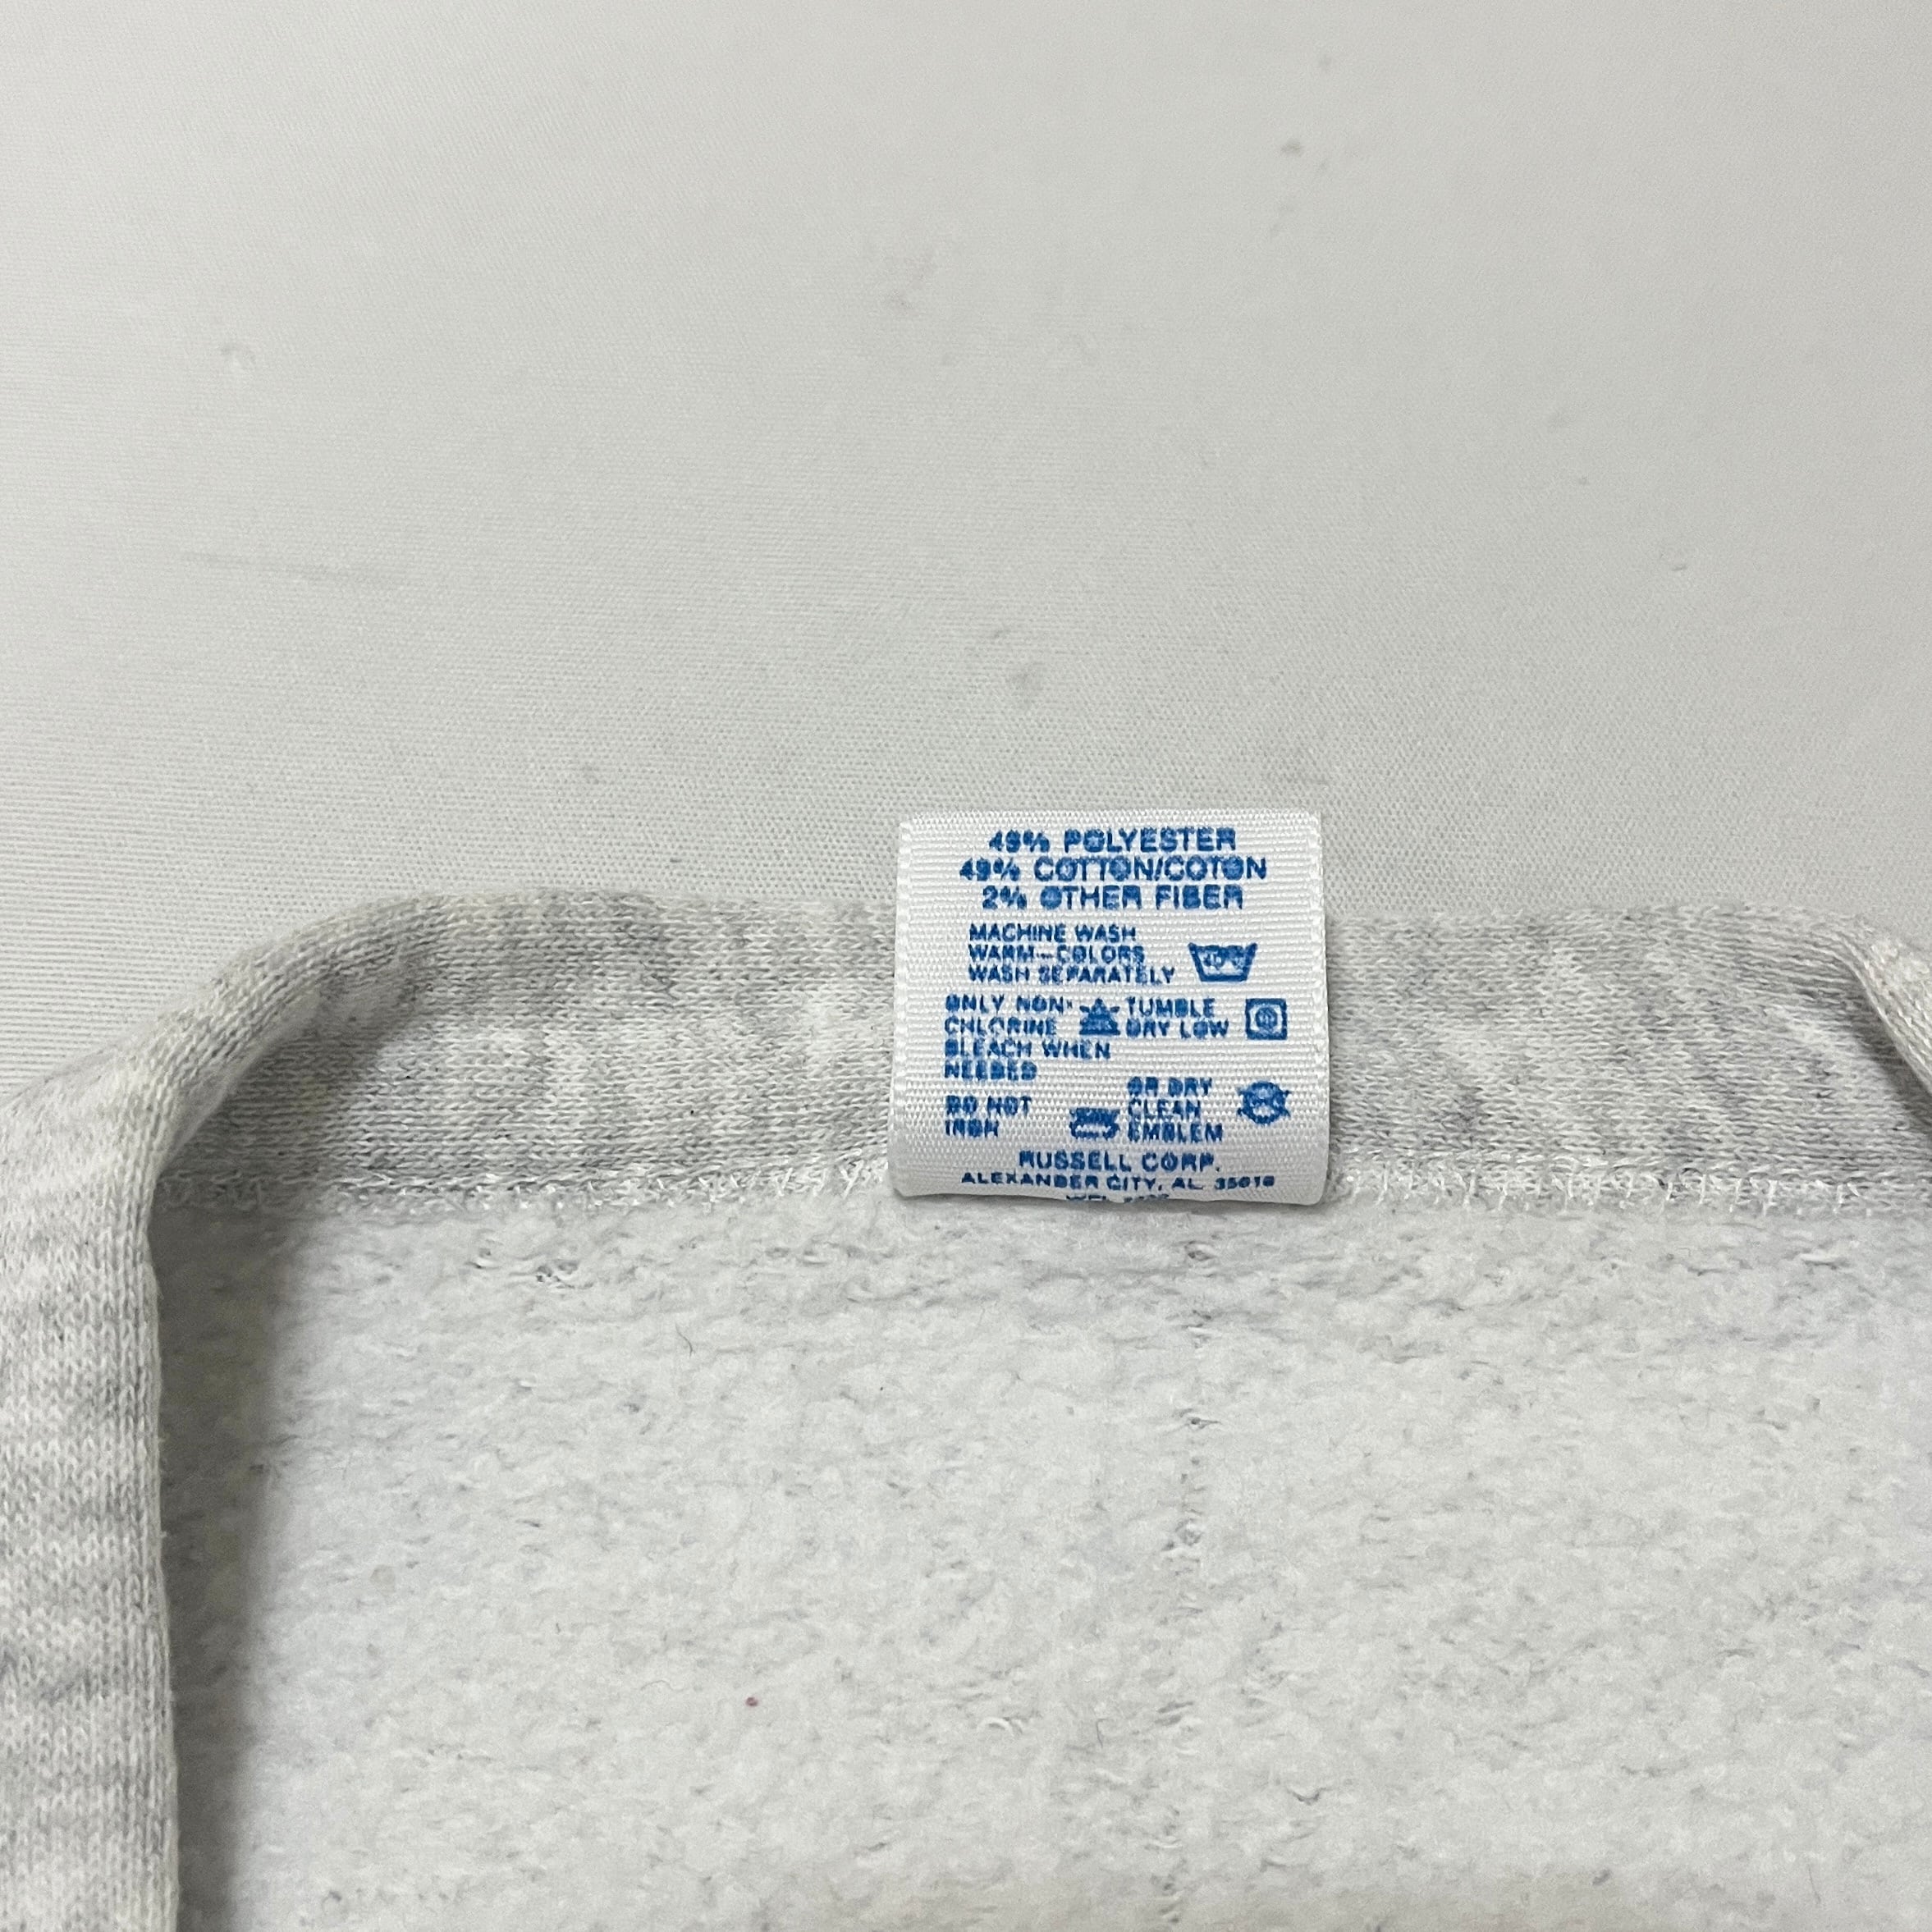 49% POLYESTER
49% COTTON/COTON
2% OTHER FIBER
MACHINE WASH
WARM—COLORS
WASH SEPARATELY
ONLY NON-
CHLORINE
BLEACH WHEN
NEEDED
TUMBLE
DRY LOW
DO NOT
IRON
OR DRY
CLEAN
EMBLEM
RUSSELL CORP.
ALEXANDER CITY, AL. 35010